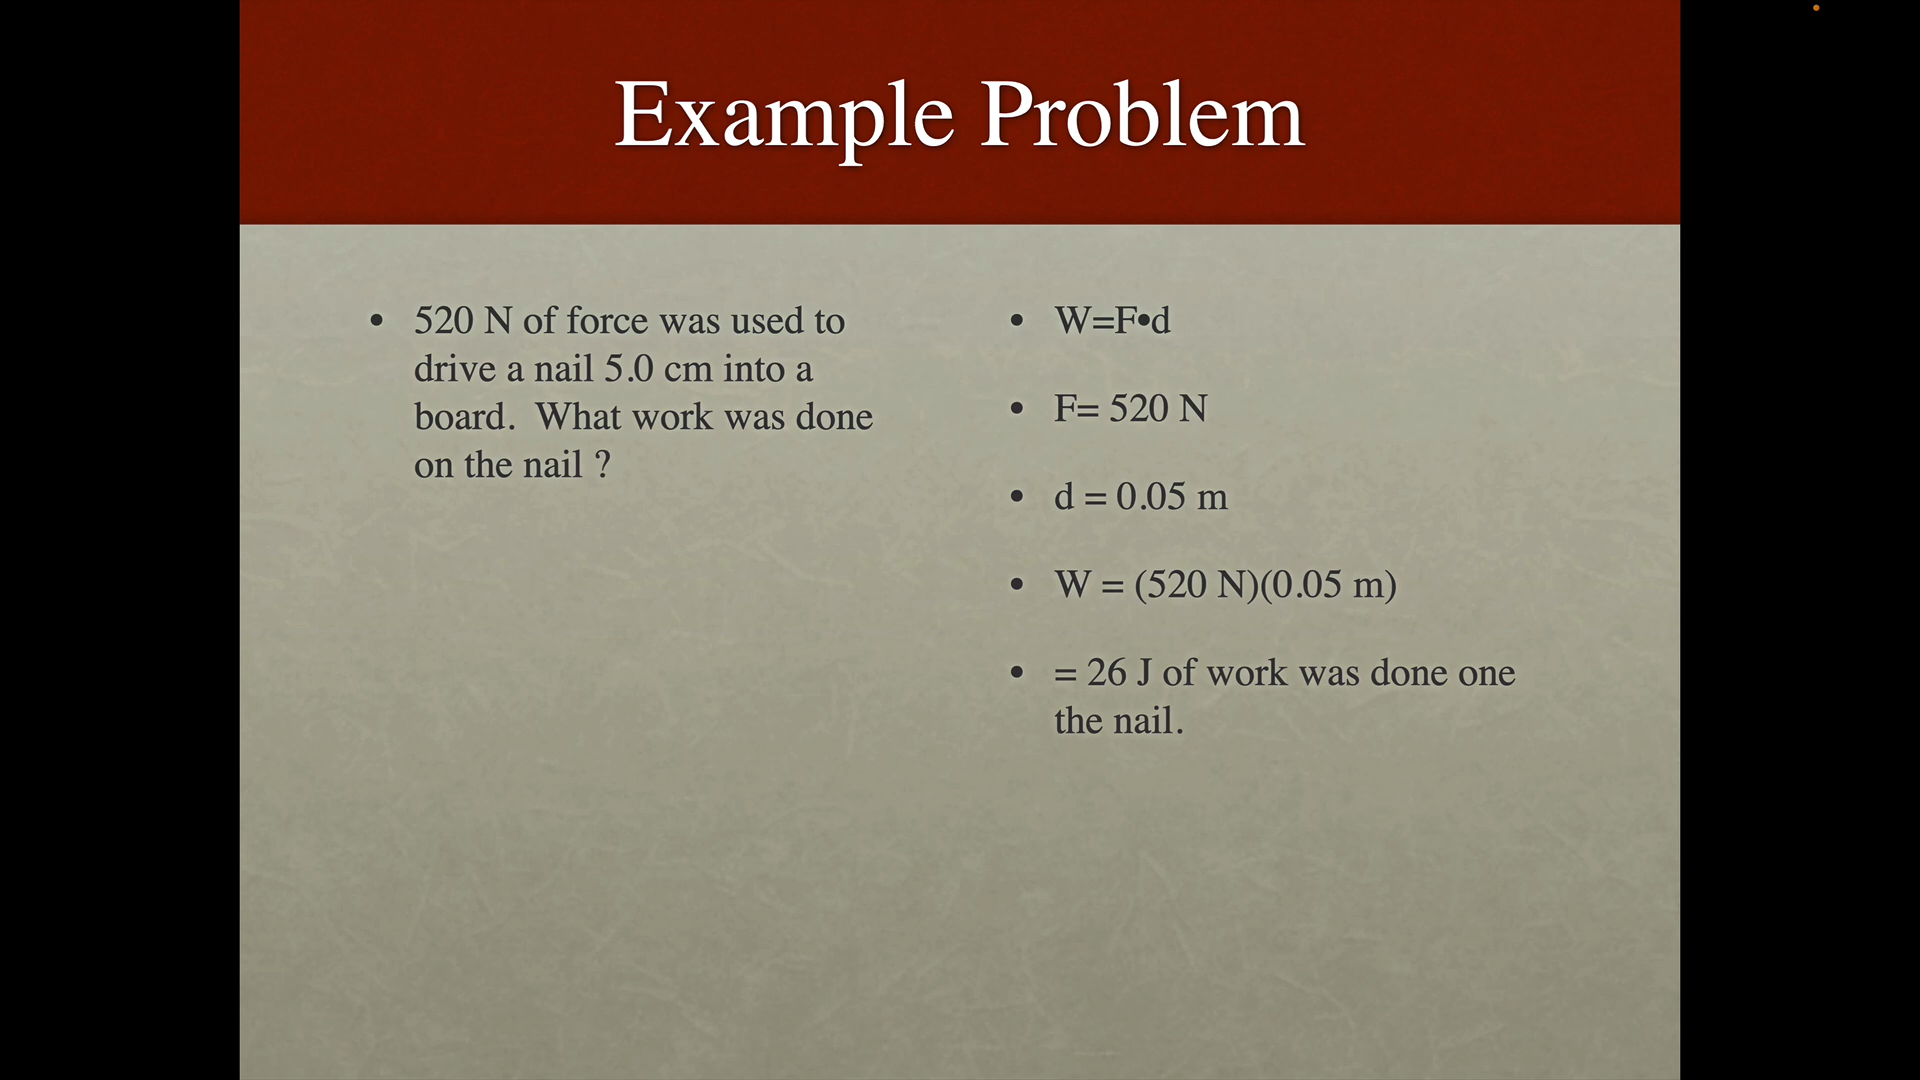 Example Problem
• 520 N of force was used to
drive a nail 5.0 cm into a
board.  What work was done
on the nail ?
• W=F•d
• F= 520 N
• d = 0.05 m
• W = (520 N)(0.05 m)
• = 26 J of work was done one
the nail.